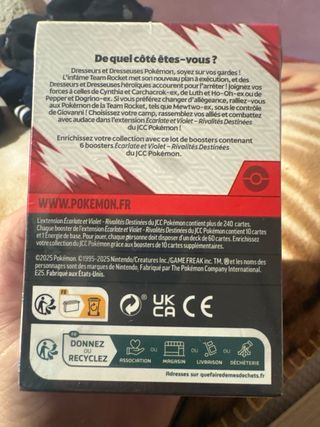 De quel côté êtes-vous ?
Dresseurs et Dresseuses Pokémon, soyez sur vos gardes !
L'infâme Team Rocket met son nouveau plan à exécution, et des
Dresseurs et Dresseuses héroïques accourent pour l'arrêter ! Joignez vos
forces à celles de Cynthia et Carchacrok-ex, de Luth et Ho-Oh-ex ou de
Pepper et Dogrino-ex. Si vous préférez changer d'allégeance, ralliez-vous
aux Pokémon de la Team Rocket, tels que Mewtwo-ex, sous le contrôle
de Giovanni ! Choisissez votre camp, rassemblez vos alliés et combattez
avec audace dans l'extension Écarlate et Violet – Rivalités Destinées
du JCC Pokémon !
Enrichissez votre collection avec ce lot de boosters contenant
6 boosters Écarlate et Violet – Rivalités Destinées
du JCC Pokémon.
WWW.POKEMON.FR
L'extension Écarlate et Violet - Rivalités Destinées du JCC Pokémon contient plus de 240 cartes.
Chaque booster de l'extension Écarlate et Violet – Rivalités Destinées du JCC Pokémon contient 10 cartes
et 1 Énergie de base. Pour jouer, chaque personne doit disposer d'un deck de 60 cartes. Enrichissez
votre collection du JCC Pokémon grâce aux boosters de 10 cartes supplémentaires.
©2025 Pokémon. ©1995-2025 Nintendo/Creatures Inc./GAME FREAK inc. TM, ® et les noms des
personnages sont des marques de Nintendo. Fabriqué par The Pokémon Company International.
E25. Fabriqué aux États-Unis.
FR
UK
CA
CE
FR
DONNEZ
ou
RECYCLEZ
ASSOCIATION
OU
MAGASIN
OU
LIVRAISON
OU
DÉCHÈTERIE
Adresses sur quefairedemesdechets.fr